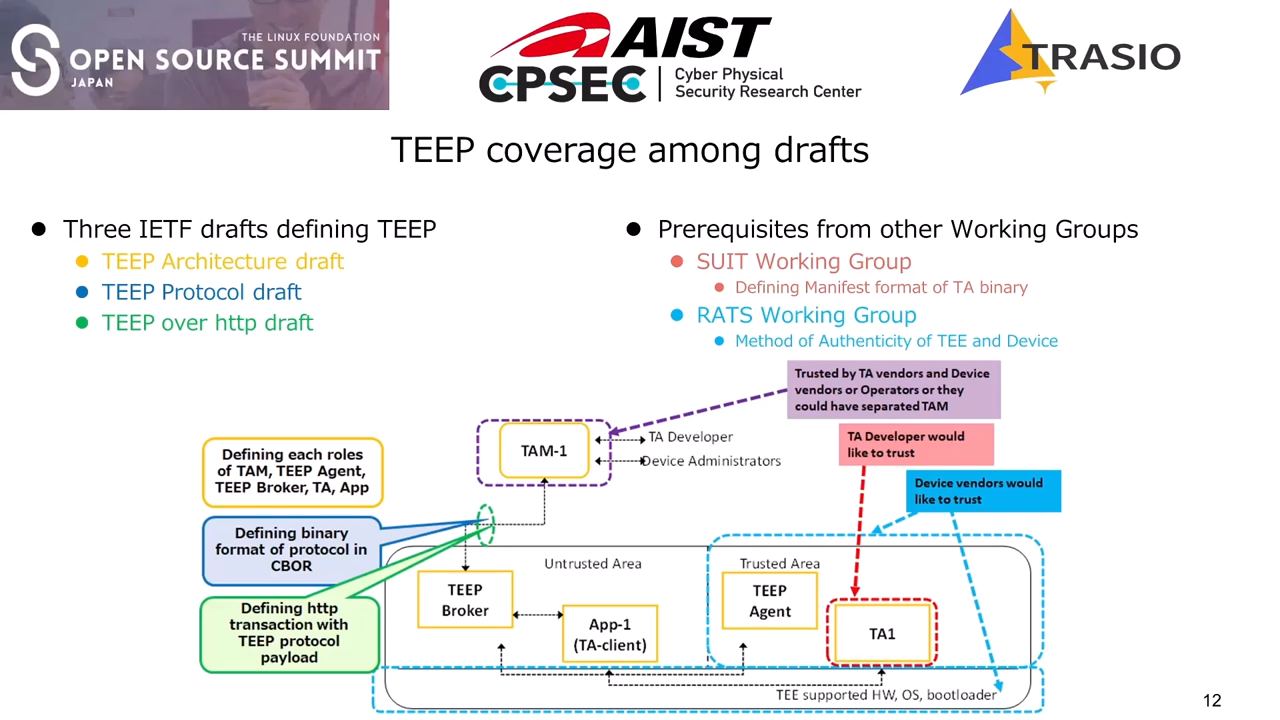 THE LINUX FOUNDATION
OPEN SOURCE SUMMIT
JAPAN
AIST
CPSEC
Cyber Physical
Security Research Center
TRASIO
TEEP coverage among drafts
● Three IETF drafts defining TEEP
● TEEP Architecture draft
● TEEP Protocol draft
● TEEP over http draft
● Prerequisites from other Working Groups
● SUIT Working Group
● Defining Manifest format of TA binary
● RATS Working Group
● Method of Authenticity of TEE and Device
Trusted by TA vendors and Device
vendors or Operators or they
could have separated TAM
TA Developer would
like to trust
Device vendors would
like to trust
TAM-1
TA Developer
Device Administrators
Defining each roles
of TAM, TEEP Agent,
TEEP Broker, TA, App
Defining binary
format of protocol in
CBOR
Defining http
transaction with
TEEP protocol
payload
Untrusted Area
Trusted Area
TEEP
Broker
App-1
(TA-client)
TEEP
Agent
TA1
TEE supported HW, OS, bootloader
12